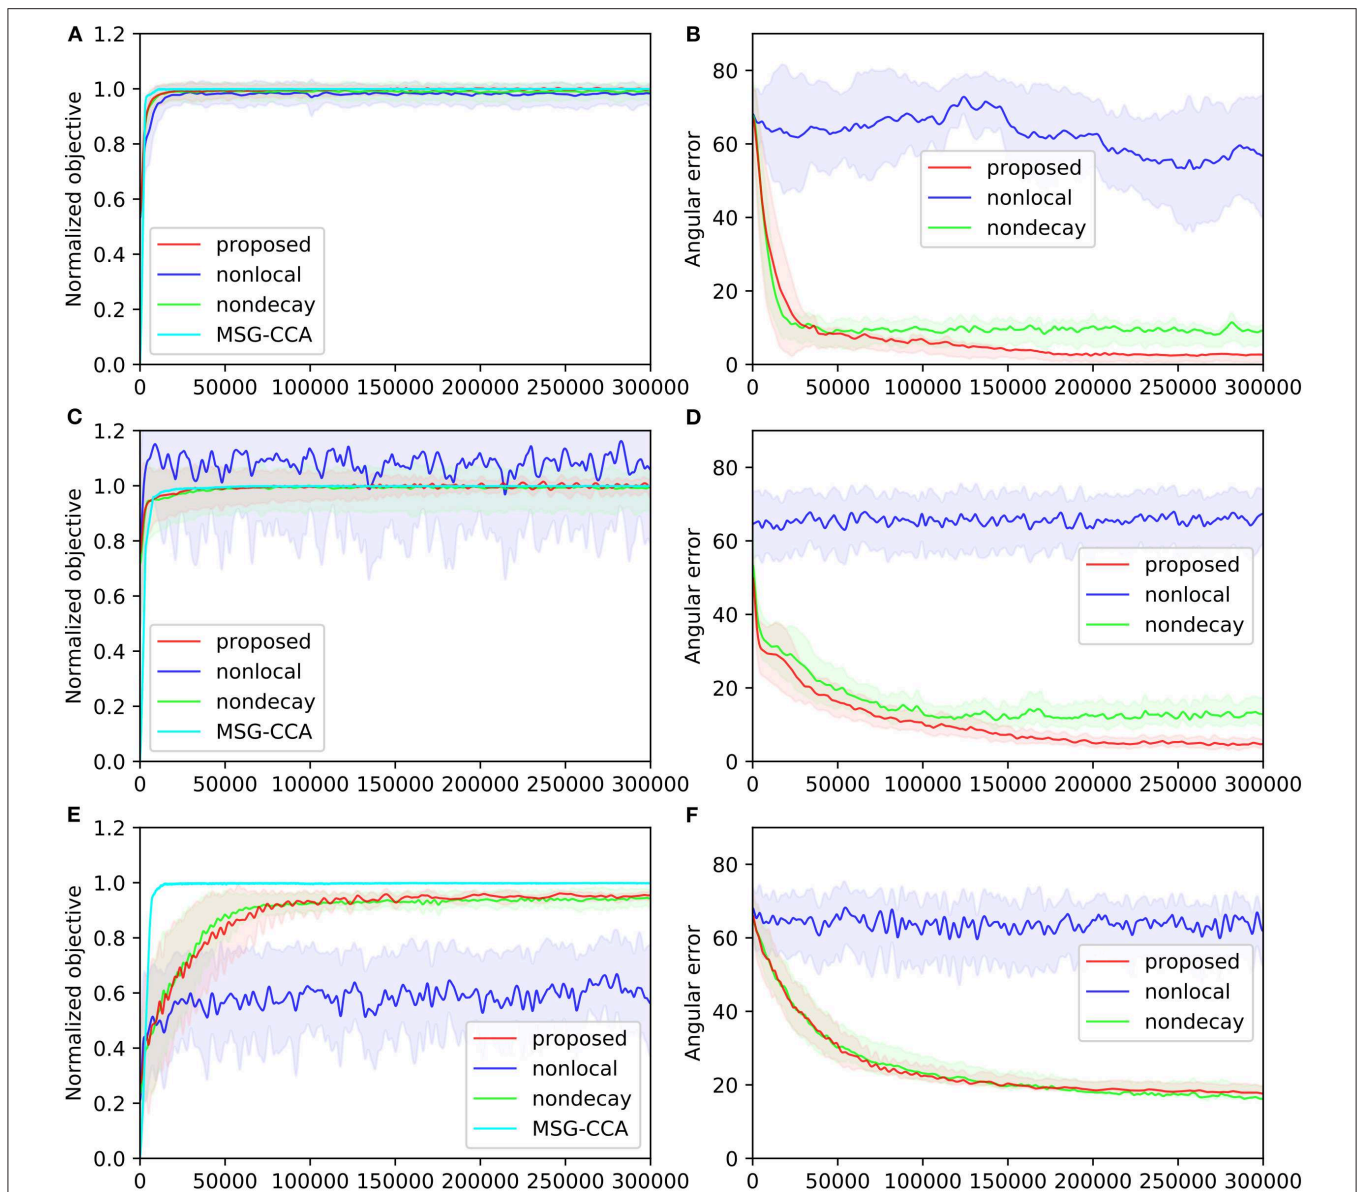 A
Normalized objective
1.2
1.0
0.8
0.6
0.4
0.2
0.0
proposed
nonlocal
nondecay
MSG-CCA
0 50000 100000 150000 200000 250000 300000
B
Angular error
80
60
40
20
0
proposed
nonlocal
nondecay
0 50000 100000 150000 200000 250000 300000
C
Normalized objective
1.2
1.0
0.8
0.6
0.4
0.2
0.0
proposed
nonlocal
nondecay
MSG-CCA
0 50000 100000 150000 200000 250000 300000
D
Angular error
80
60
40
20
0
proposed
nonlocal
nondecay
0 50000 100000 150000 200000 250000 300000
E
Normalized objective
1.2
1.0
0.8
0.6
0.4
0.2
0.0
proposed
nonlocal
nondecay
MSG-CCA
0 50000 100000 150000 200000 250000 300000
F
Angular error
80
60
40
20
0
proposed
nonlocal
nondecay
0 50000 100000 150000 200000 250000 300000